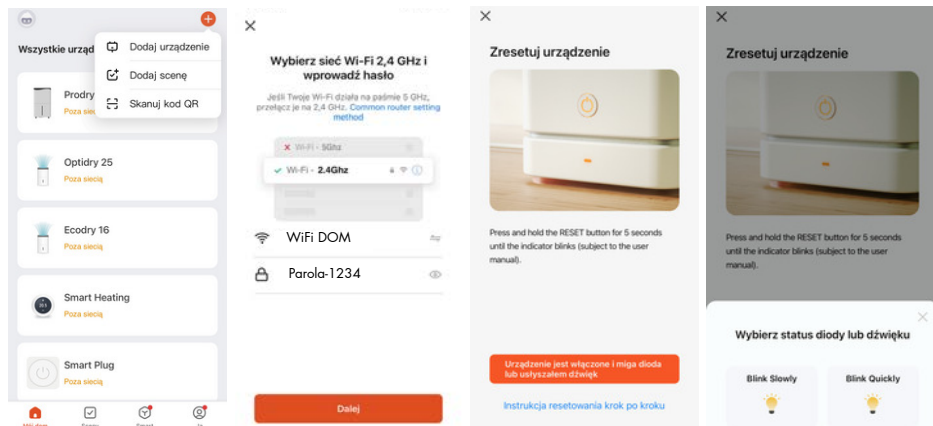 Wszystkie urząd
Dodaj urządzenie
Dodaj scenę
Skanuj kod QR
Prodry
Poza sie
Optidry 25
Poza siecią
Ecodry 16
Poza siecią
Smart Heating
Poza siecią
Smart Plug
Poza siecią
Wybierz sieć Wi-Fi 2,4 GHz i
wprowadź hasło
Jeśli Twoje Wi-Fi działa na paśmie 5 GHz,
przełącz je na 2,4 GHz. Common router setting
method
Wi-Fi - 5Ghz
Wi-Fi - 2.4Ghz
WiFi DOM
Parola-1234
Dalej
Zresetuj urządzenie
Press and hold the RESET button for 5 seconds
until the indicator blinks (subject to the user
manual).
Urządzenie jest włączone i miga dioda
lub usłyszałem dźwięk
Instrukcja resetowania krok po kroku
Zresetuj urządzenie
Press and hold the RESET button for 5 seconds
until the indicator blinks (subject to the user
manual).
Wybierz status diody lub dźwięku
Blink Slowly
Blink Quickly